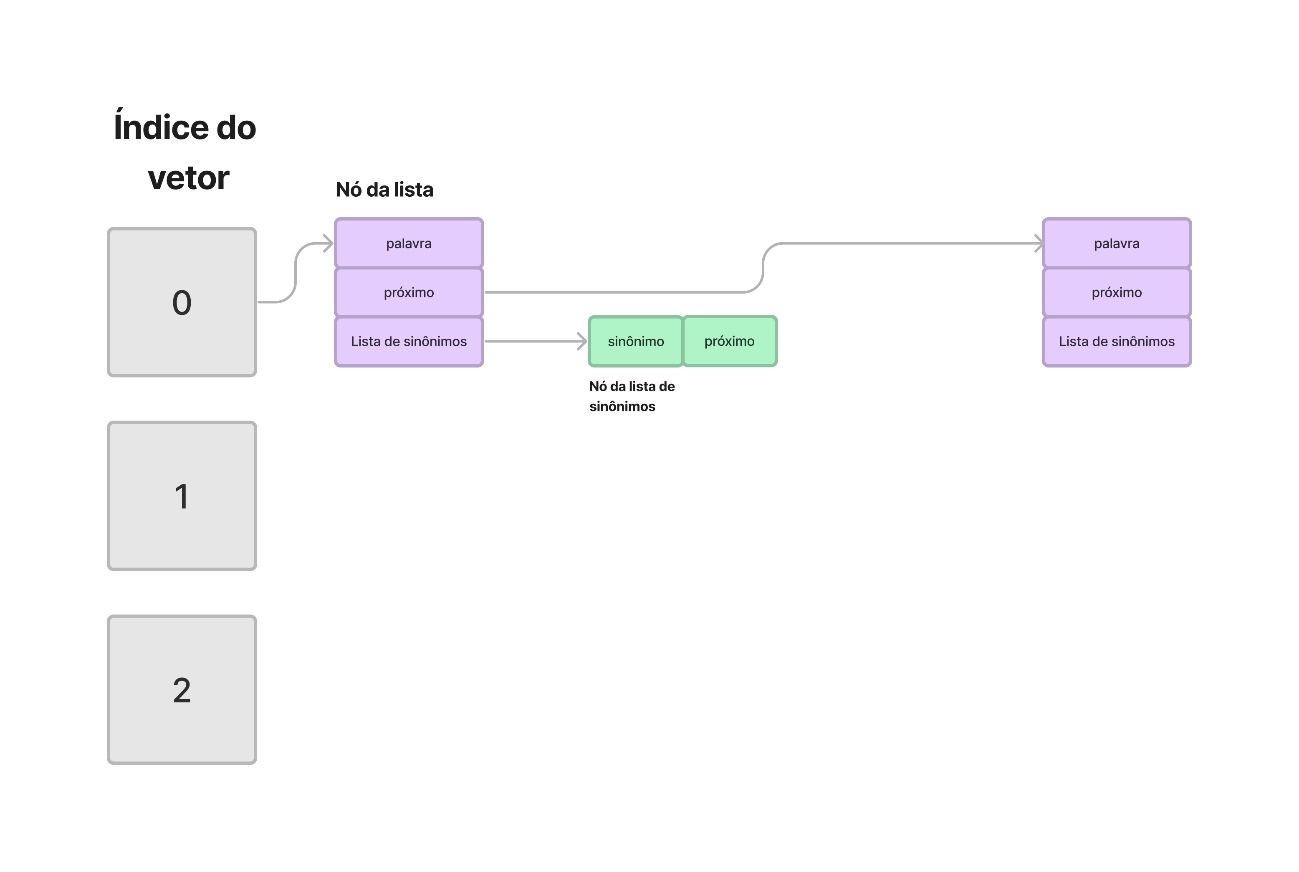 Índice do
vetor
Nó da lista
palavra
próximo
Lista de sinônimos
sinônimo
próximo
Nó da lista de
sinônimos
palavra
próximo
Lista de sinônimos
0
1
2